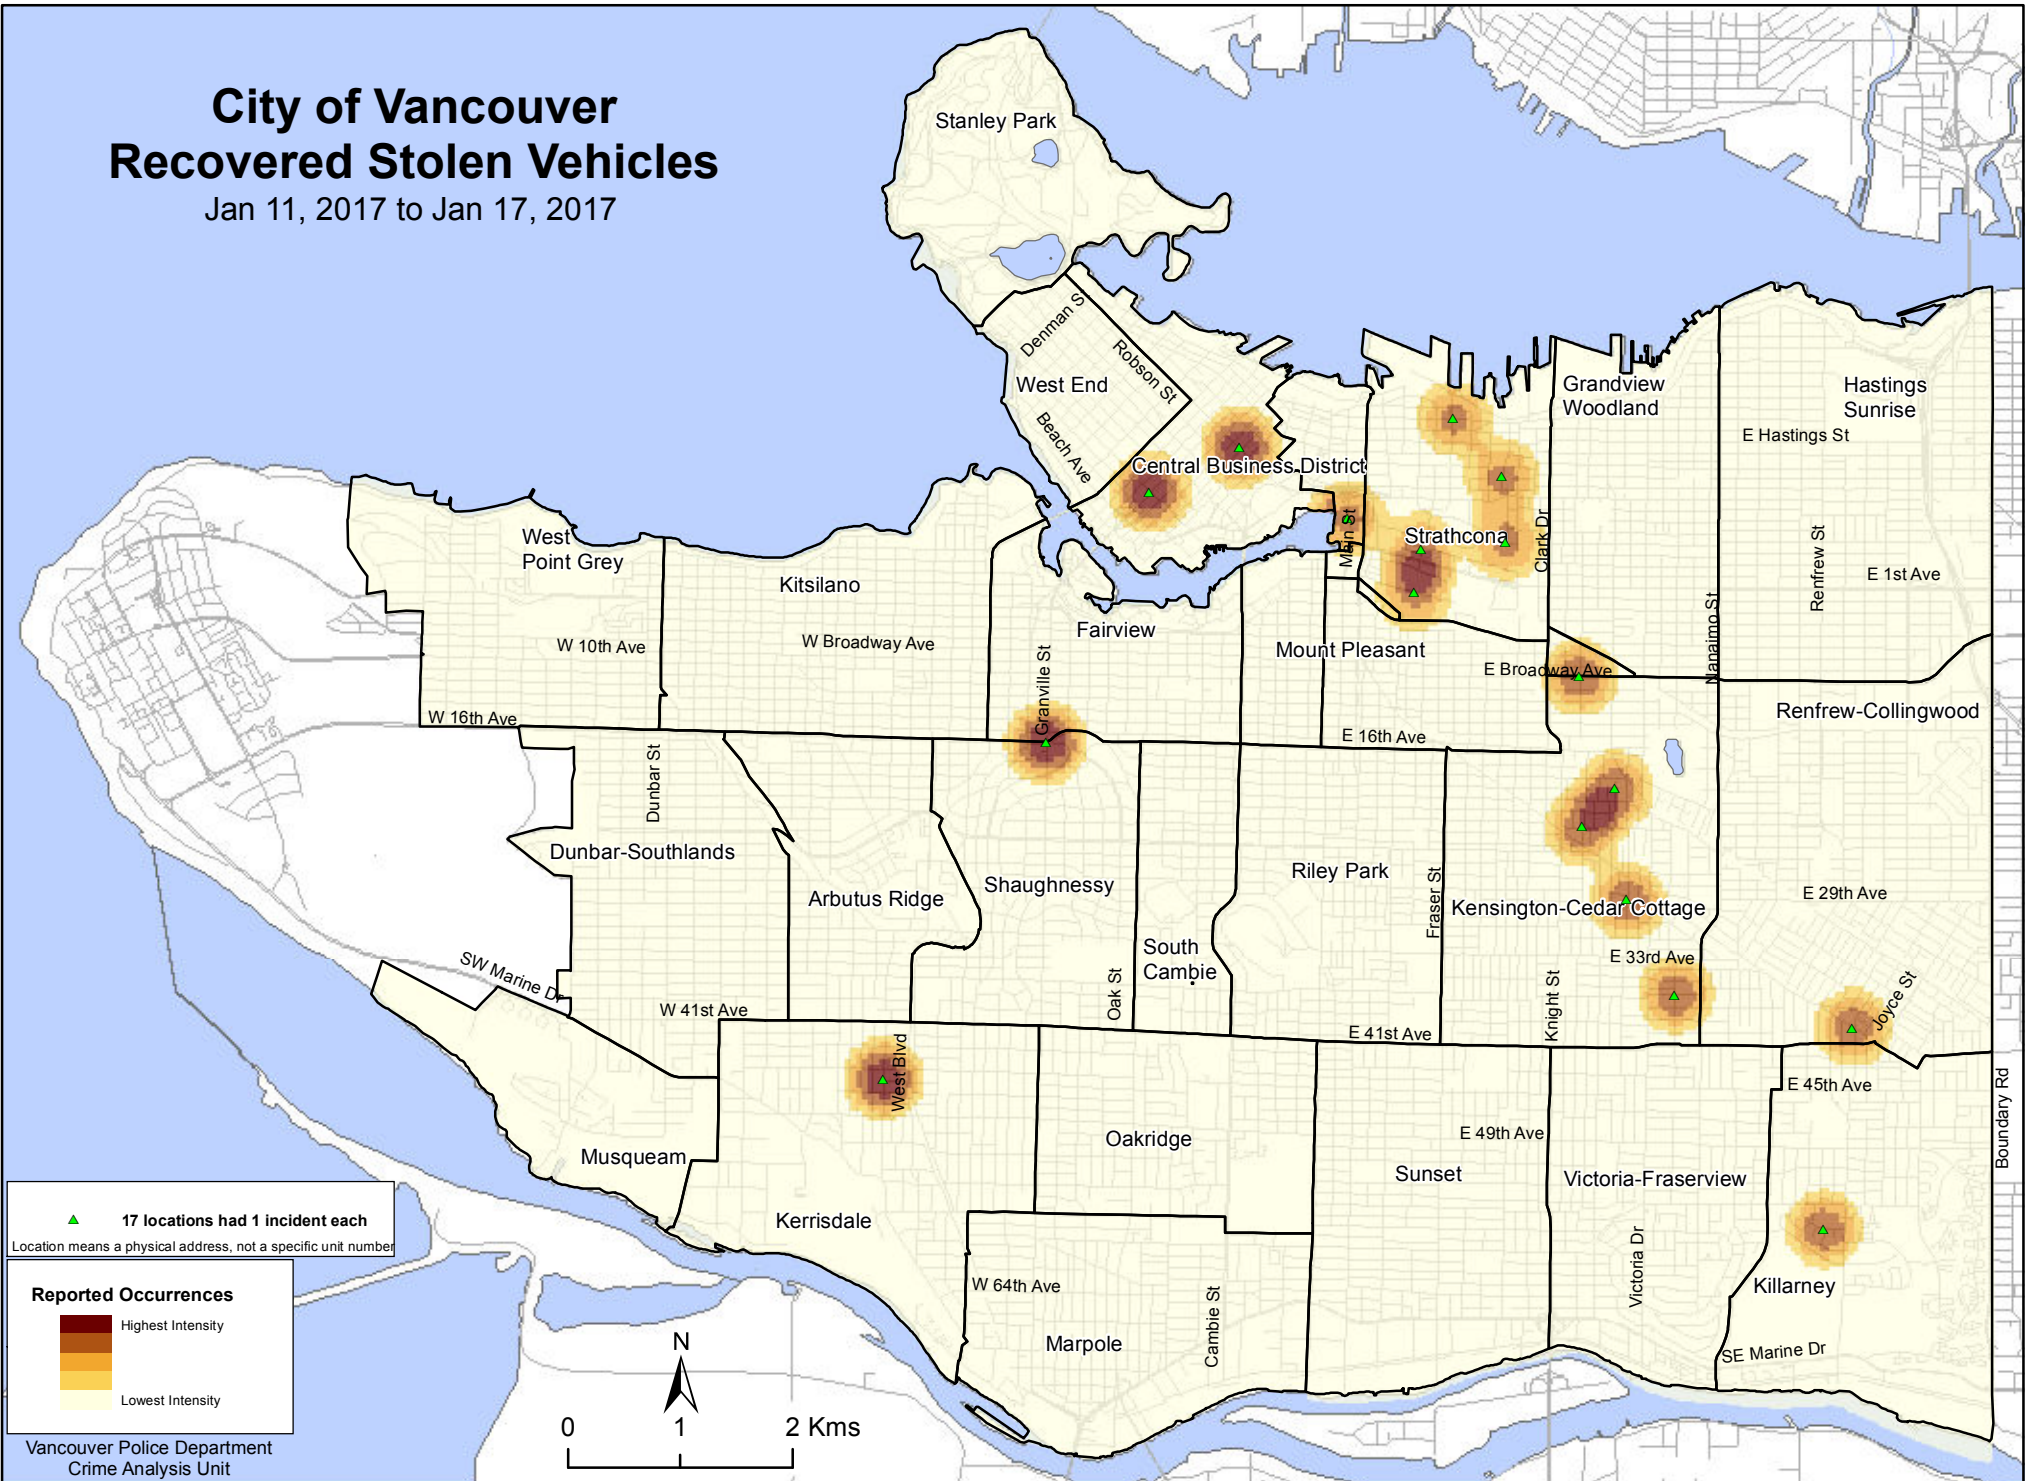 City of Vancouver
Recovered Stolen Vehicles
Jan 11, 2017 to Jan 17, 2017
Stanley Park
Denman S
Robson St
West End
Beach Ave
Central Business District
Grandview
Woodland
Hastings
Sunrise
E Hastings St
West
Point Grey
Kitsilano
Main St
Strathcona
Clark Dr
Renfrew St
E 1st Ave
Nanaimo St
W 10th Ave
W Broadway Ave
Fairview
Granville St
Mount Pleasant
E Broadway Ave
W 16th Ave
E 16th Ave
Renfrew-Collingwood
Dunbar St
Dunbar-Southlands
Arbutus Ridge
Shaughnessy
Riley Park
Fraser St
Kensington-Cedar Cottage
E 29th Ave
South
Cambie
Oak St
E 33rd Ave
Knight St
Joyce St
SW Marine Dr
W 41st Ave
E 41st Ave
West Blvd
E 45th Ave
Boundary Rd
Musqueam
Oakridge
E 49th Ave
Sunset
Victoria-Fraserview
Kerrisdale
Victoria Dr
Killarney
W 64th Ave
Cambie St
Marpole
SE Marine Dr
17 locations had 1 incident each
Location means a physical address, not a specific unit number
Reported Occurrences
Highest Intensity
Lowest Intensity
N
0 1 2 Kms
Vancouver Police Department
Crime Analysis Unit